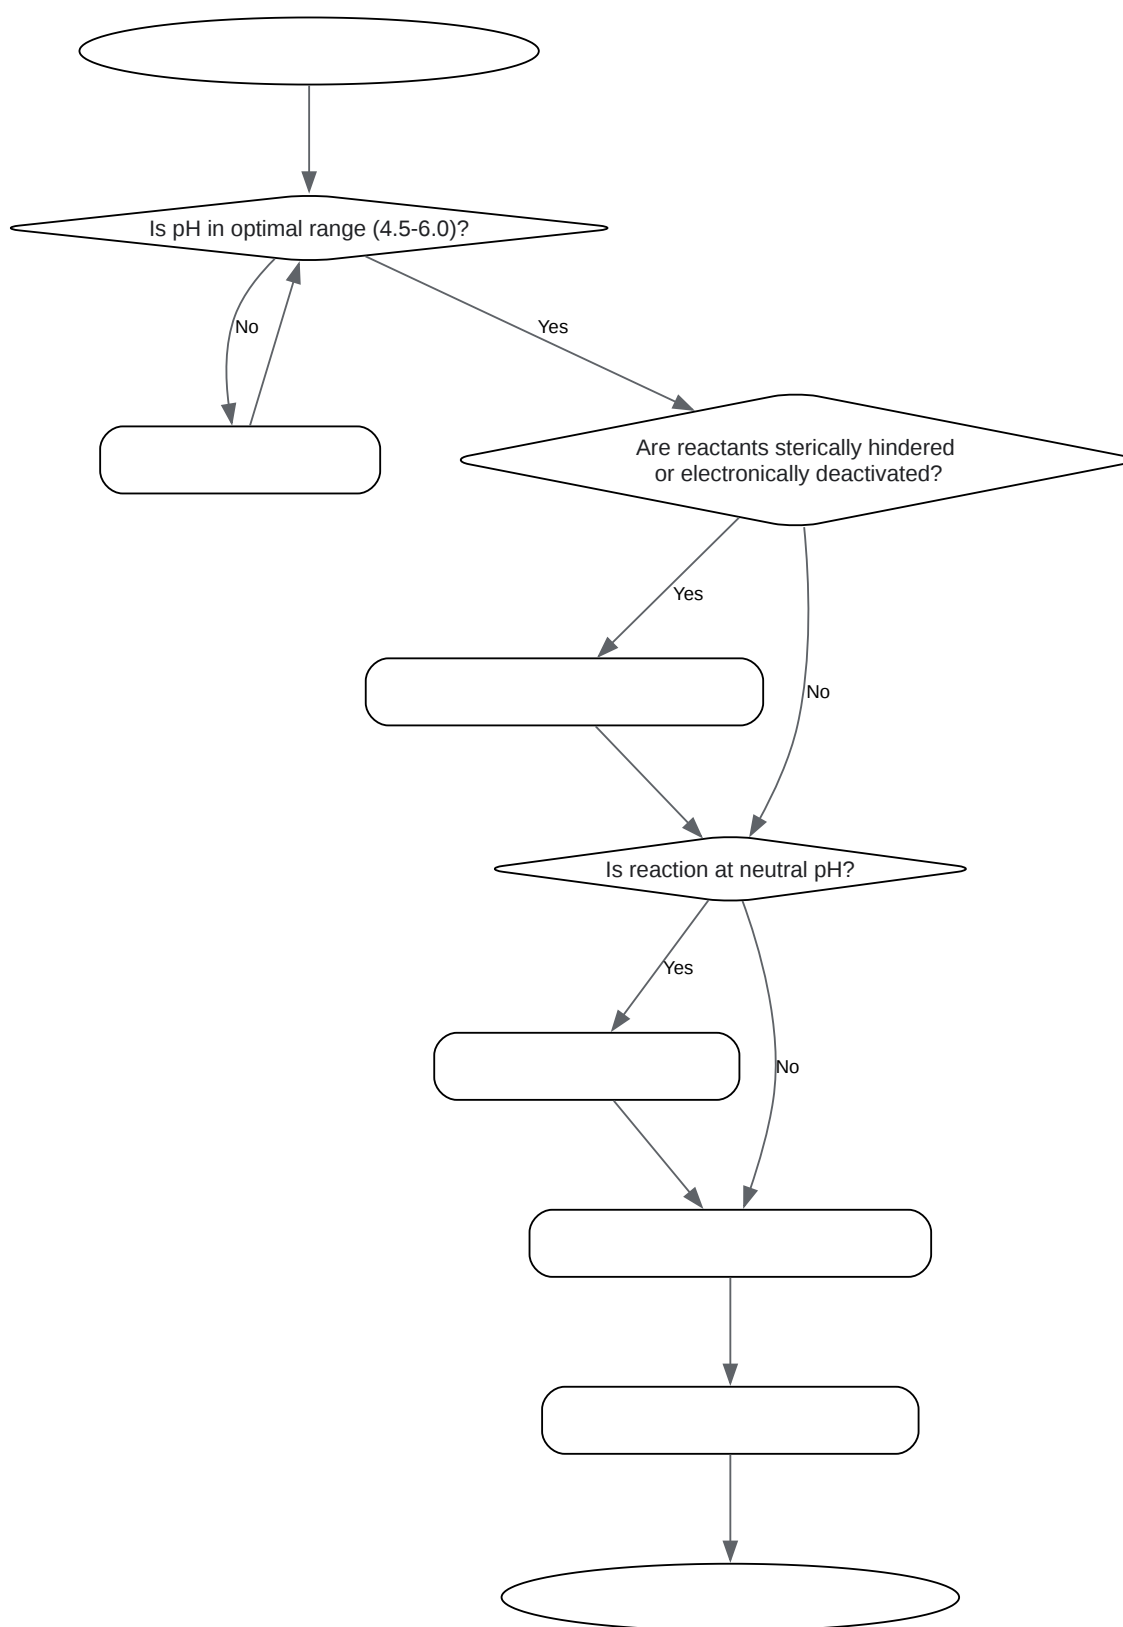 Is pH in optimal range (4.5-6.0)?
No
Yes
Are reactants sterically hindered
or electronically deactivated?
Yes
No
Is reaction at neutral pH?
Yes
No